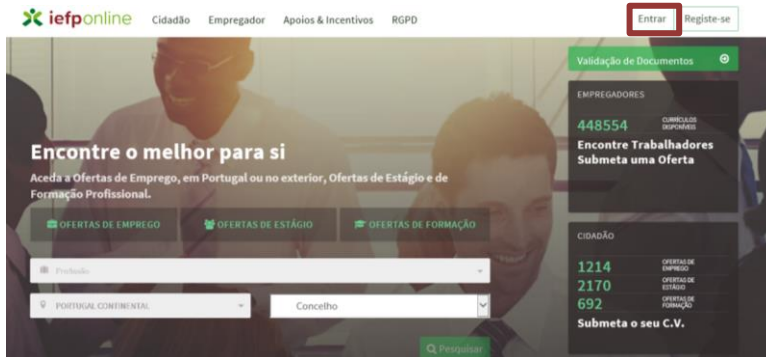 iefponline
Cidadão
Empregador
Apoios & Incentivos
RGPD
Entrar
Registe-se
Encontre o melhor para si
Aceda a Ofertas de Emprego, em Portugal ou no exterior, Ofertas de Estágio e de
Formação Profissional.
OFERTAS DE EMPREGO
OFERTAS DE ESTÁGIO
OFERTAS DE FORMAÇÃO
Profissão
PORTUGAL CONTINENTAL
Concelho
Pesquisar
Validação de Documentos
EMPREGADORES
448554
CURRÍCULOS
DISPONÍVEIS
Encontre Trabalhadores
Submeta uma Oferta
CIDADÃO
1214
OFERTAS DE
EMPREGO
2170
OFERTAS DE
ESTÁGIO
692
OFERTAS DE
FORMAÇÃO
Submeta o seu C.V.